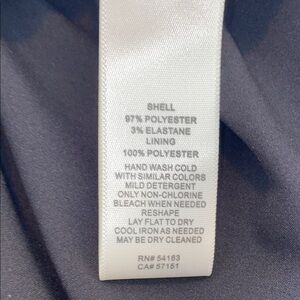 SHELL
97% POLYESTER
3% ELASTANE
LINING
100% POLYESTER
HAND WASH COLD
WITH SIMILAR COLORS
MILD DETERGENT
ONLY NON-CHLORINE
BLEACH WHEN NEEDED
RESHAPE
LAY FLAT TO DRY
COOL IRON AS NEEDED
MAY BE DRY CLEANED
RN# 54163
CA# 57151